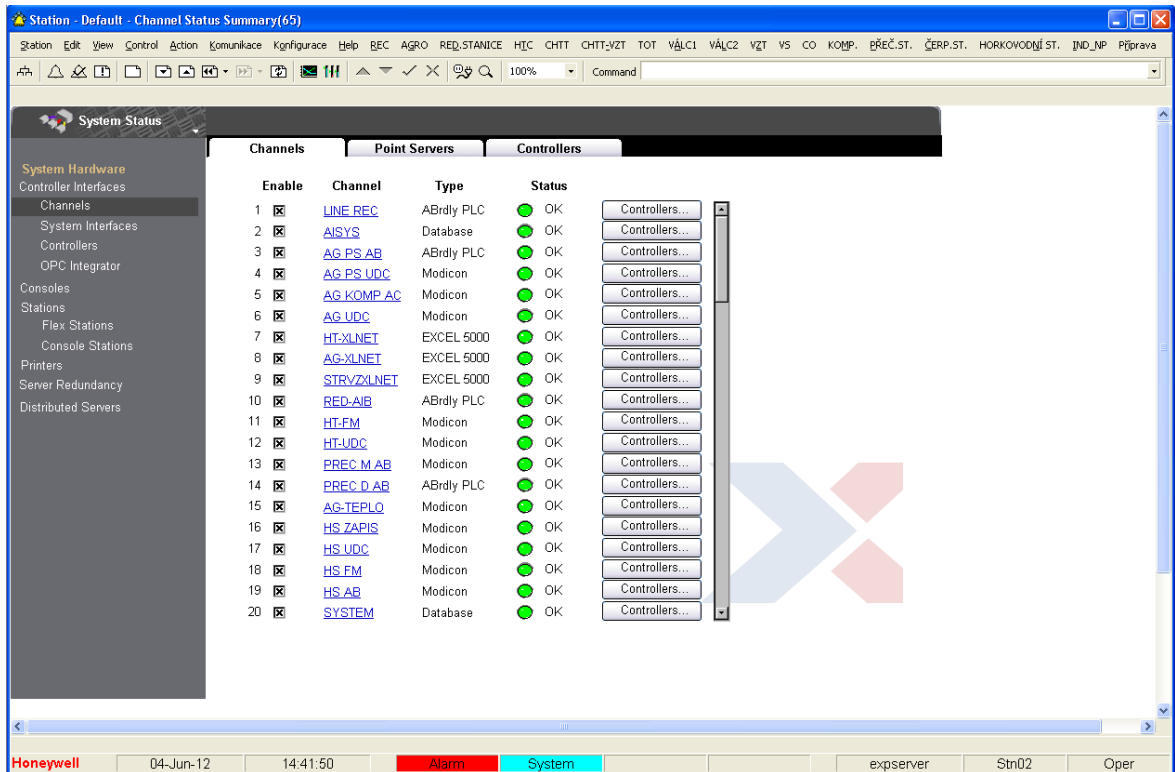 Station - Default - Channel Status Summary(65)
Station Edit View Control Action Komunikace Konfigurace Help REC AGRO RED.STANICE HTC CHTT CHTT-VZT TOT VÁLC1 VÁLC2 VZT VS CO KOMP. PŘEČ.ST. ČERP.ST. HORKOVODNÍ ST. IND_NP Příprava
100% Command
System Status
Channels Point Servers Controllers
System Hardware
Controller Interfaces
Channels
System Interfaces
Controllers
OPC Integrator
Consoles
Stations
Flex Stations
Console Stations
Printers
Server Redundancy
Distributed Servers
Enable Channel Type Status
1 LINE REC ABrdly PLC OK Controllers...
2 AISYS Database OK Controllers...
3 AG PS AB ABrdly PLC OK Controllers...
4 AG PS UDC Modicon OK Controllers...
5 AG KOMP AC Modicon OK Controllers...
6 AG UDC Modicon OK Controllers...
7 HT-XLNET EXCEL 5000 OK Controllers...
8 AG-XLNET EXCEL 5000 OK Controllers...
9 STRVZXLNET EXCEL 5000 OK Controllers...
10 RED-AIB ABrdly PLC OK Controllers...
11 HT-FM Modicon OK Controllers...
12 HT-UDC Modicon OK Controllers...
13 PREC M AB Modicon OK Controllers...
14 PREC D AB ABrdly PLC OK Controllers...
15 AG-TEPLO Modicon OK Controllers...
16 HS ZAPIS Modicon OK Controllers...
17 HS UDC Modicon OK Controllers...
18 HS FM Modicon OK Controllers...
19 HS AB Modicon OK Controllers...
20 SYSTEM Database OK Controllers...
Honeywell 04-Jun-12 14:41:50 Alarm System expserver Stn02 Oper